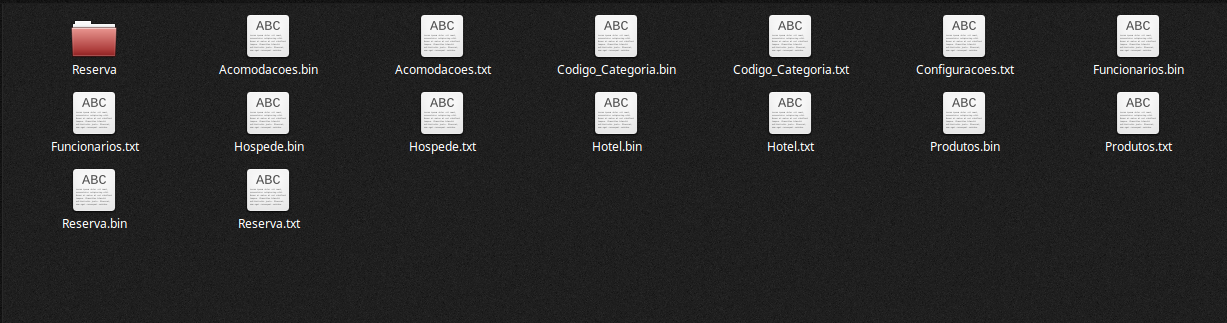 ABC ABC ABC ABC ABC ABC
Reserva Acomodacoes.bin Acomodacoes.txt Codigo_Categoria.bin Codigo_Categoria.txt Configuracoes.txt Funcionarios.bin
ABC ABC ABC ABC ABC ABC ABC
Funcionarios.txt Hospede.bin Hospede.txt Hotel.bin Hotel.txt Produtos.bin Produtos.txt
ABC ABC
Reserva.bin Reserva.txt